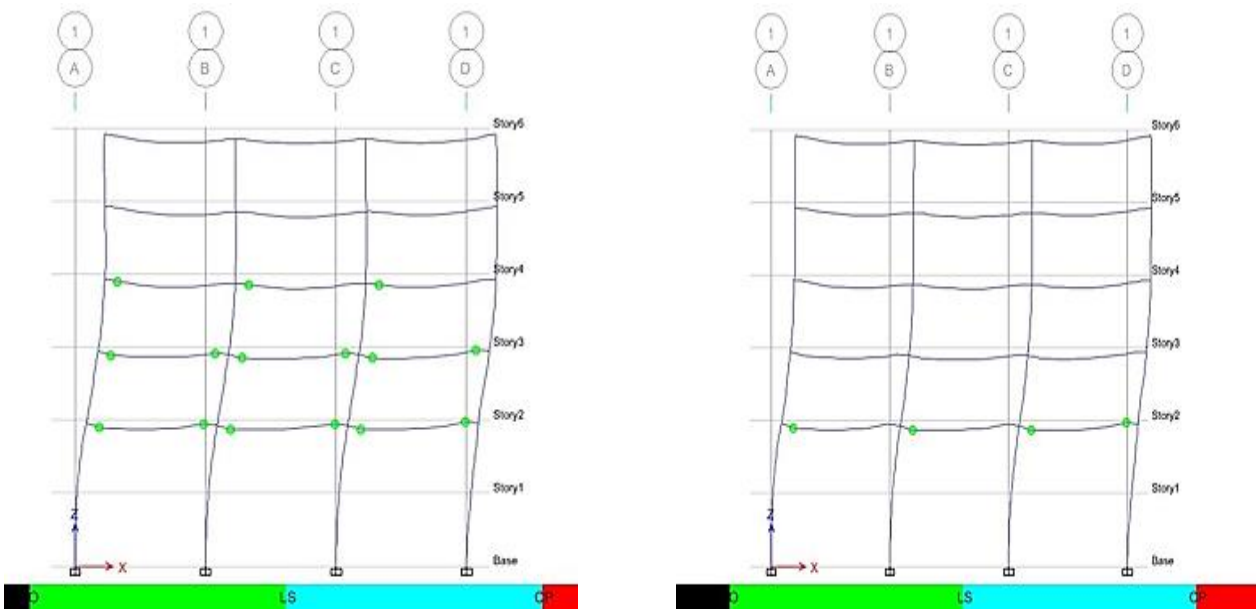 1 1 1 1
A B C D
Story6
Story5
Story4
Story3
Story2
Story1
Z
Base
X
O LS CP
1 1 1 1
A B C D
Story6
Story5
Story4
Story3
Story2
Story1
Z
Base
X
O LS CP